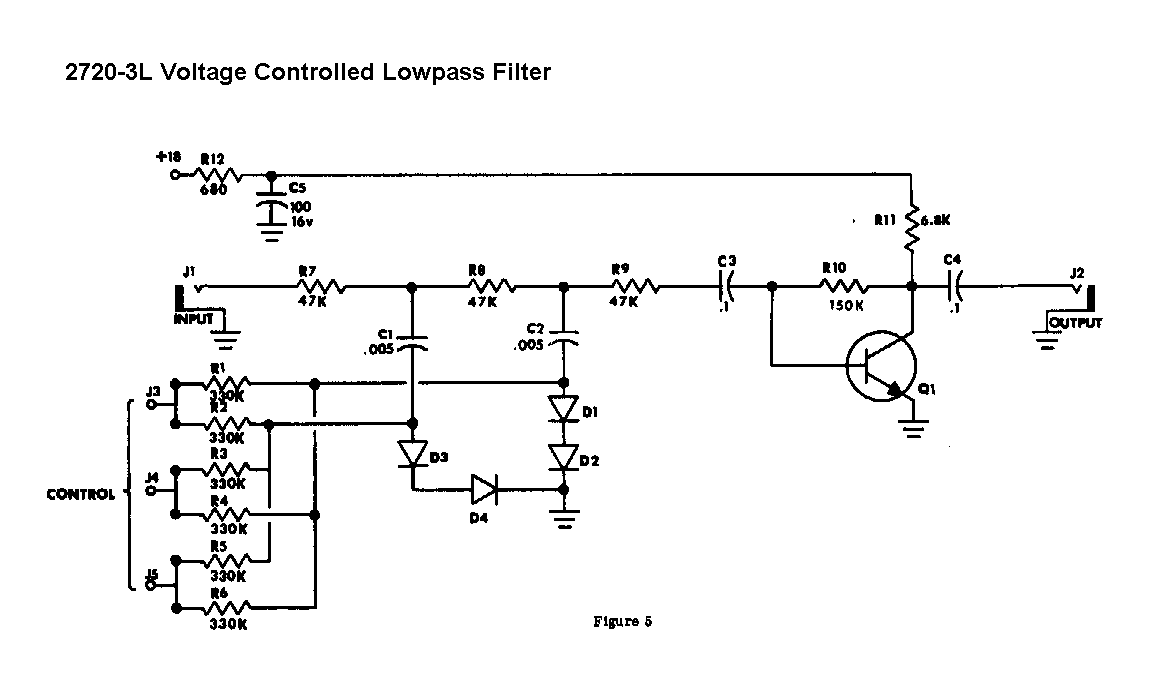 2720-3L Voltage Controlled Lowpass Filter
+18
R12
680
C5
100
16v
R11
6.8K
J1
INPUT
R7
47K
R8
47K
R9
47K
C3
.1
R10
150K
C4
.1
J2
OUTPUT
C1
.005
C2
.005
Q1
CONTROL
J3
R1
330K
R2
330K
J4
R3
330K
R4
330K
J5
R5
330K
R6
330K
D1
D2
D3
D4
Figure 5